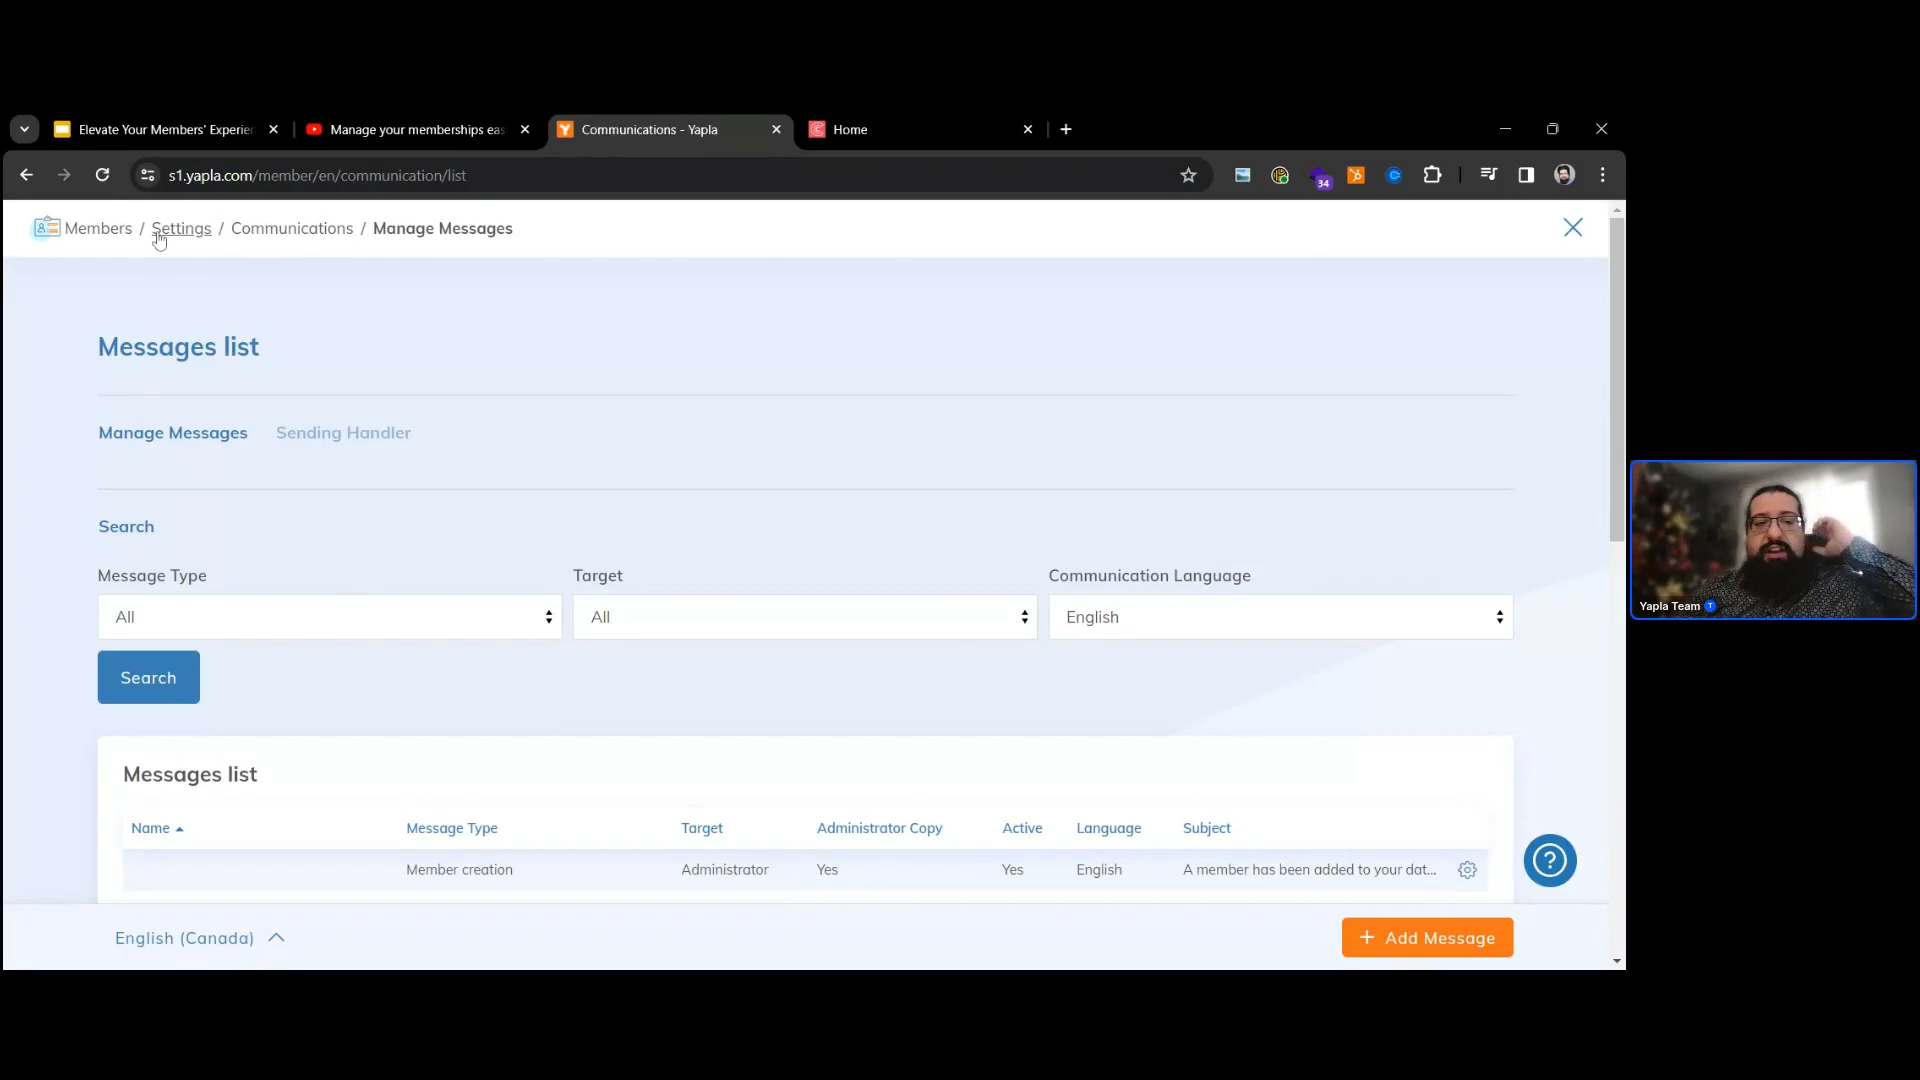 Elevate Your Members' Experien
Manage your memberships eas
Communications - Yapla
Home
s1.yapla.com/member/en/communication/list
34
Members / Settings / Communications / Manage Messages
Messages list
Manage Messages Sending Handler
Search
Message Type Target Communication Language
All All English
Search
Messages list
Name Message Type Target Administrator Copy Active Language Subject
Member creation Administrator Yes Yes English A member has been added to your dat...
English (Canada) + Add Message
Yapla Team T